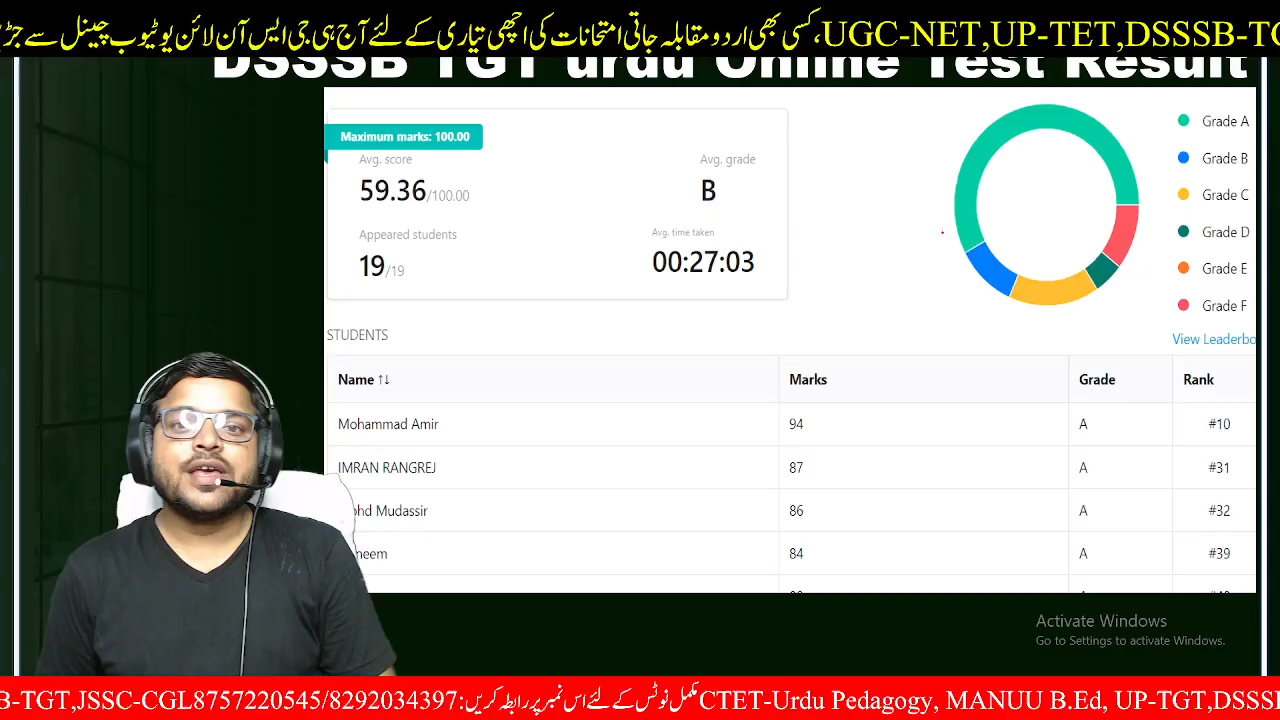 کسی بھی اردو مقابلہ جاتی امتحانات کی اچھی تیاری کے لئے آج ہی جی ایس آن لائن یوٹیوب چینل سے جڑیں ،UGC-NET,UP-TET,DSSSB-TG
DSSSB TGT urdu Online Test Result
Maximum marks: 100.00
Avg. score
Avg. grade
59.36/100.00
B
Appeared students
Avg. time taken
19/19
00:27:03
Grade A
Grade B
Grade C
Grade D
Grade E
Grade F
STUDENTS
View Leaderbo
Name ↑↓ Marks Grade Rank
Mohammad Amir 94 A #10
IMRAN RANGREJ 87 A #31
ohd Mudassir 86 A #32
heem 84 A #39
Activate Windows
Go to Settings to activate Windows.
B-TGT,JSSC-CGL8757220545/8292034397:مکمل نوٹس کے لئے اس نمبر پر رابطہ کریں CTET-Urdu Pedagogy, MANUU B.Ed, UP-TGT,DSSSB